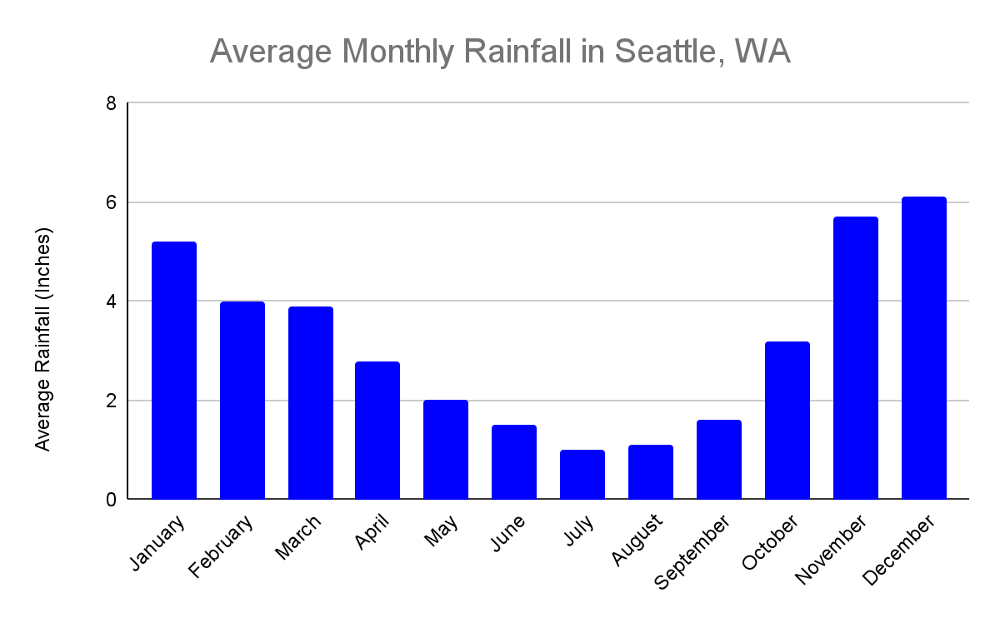 Average Monthly Rainfall in Seattle, WA
Average Rainfall (Inches)
8
6
4
2
0
January
February
March
April
May
June
July
August
September
October
November
December